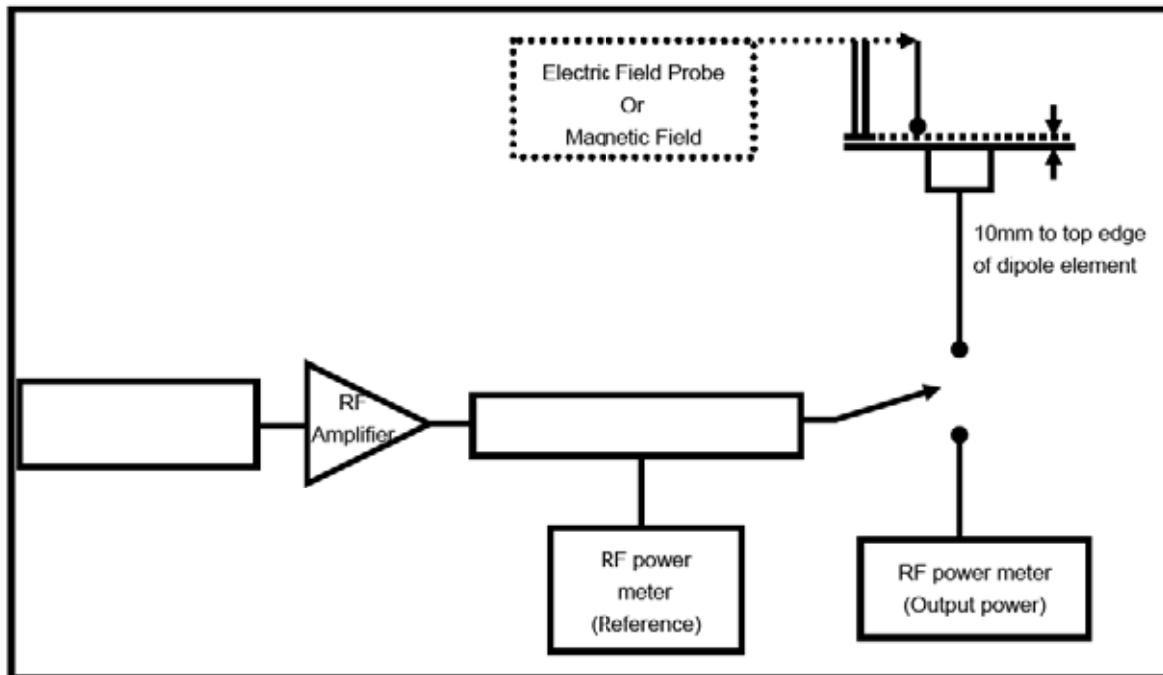 Electric Field Probe
Or
Magnetic Field
10mm to top edge
of dipole element
RF
Amplifier
RF power
meter
(Reference)
RF power meter
(Output power)